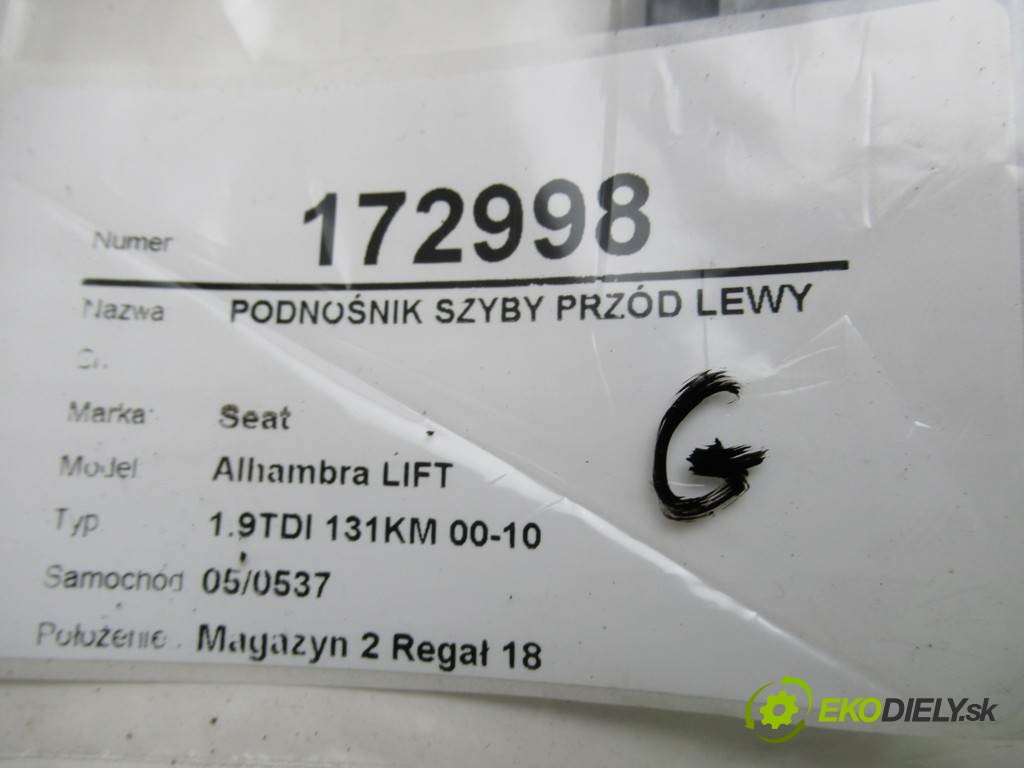 Numer 172998
Nazwa PODNOŚNIK SZYBY PRZÓD LEWY
G
Marka: Seat
Model Alhambra LIFT
Typ 1.9TDI 131KM 00-10
Samochód 05/0537
Położenie Magazyn 2 Regał 18
EKODIELY.sk